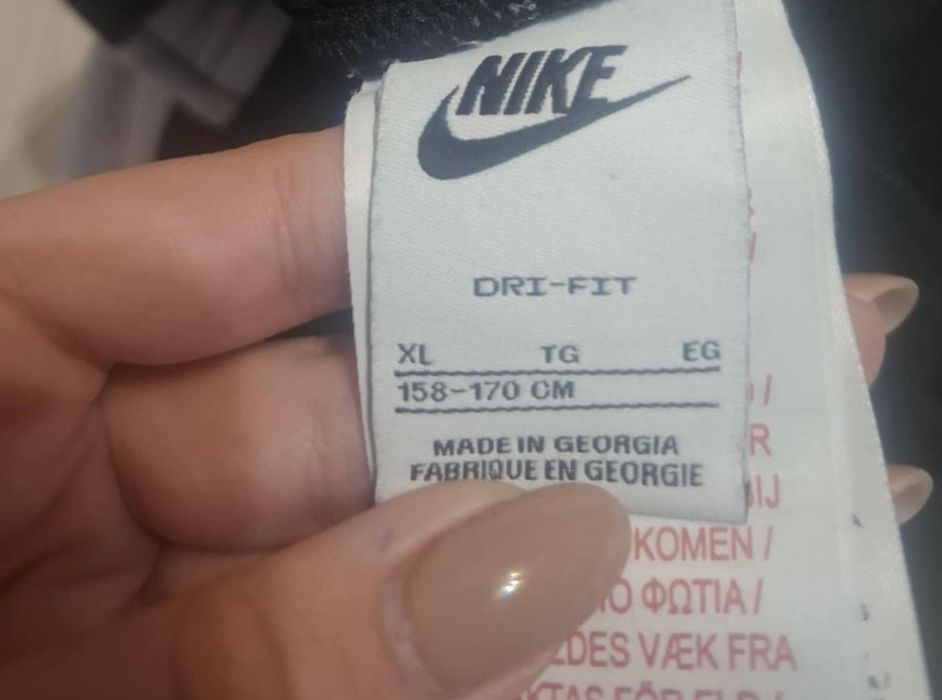 NIKE
DRI-FIT
XL TG EG
158-170 CM
MADE IN GEORGIA
FABRIQUE EN GEORGIE
KOMEN /
ΦΩΤΙΑ /
VÆK FRA